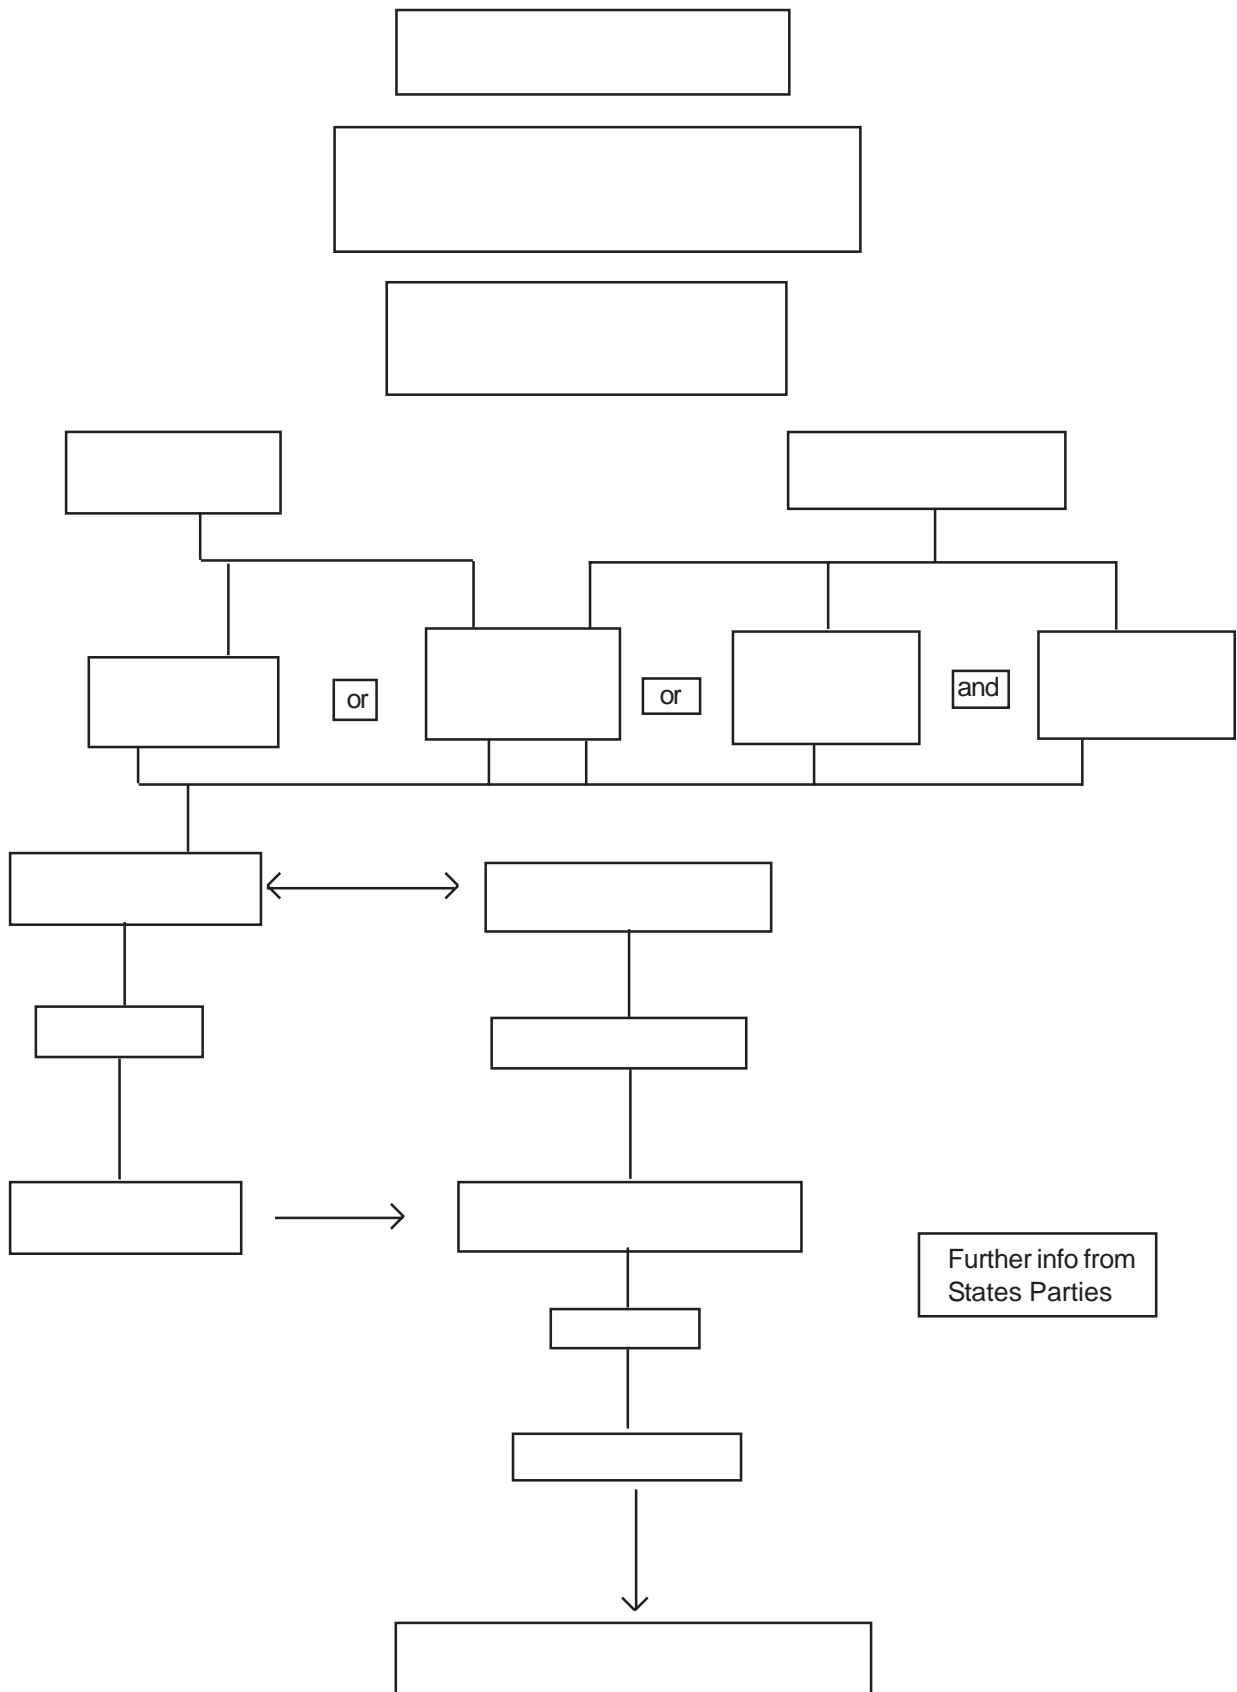 or
or
and
Further info from
States Parties